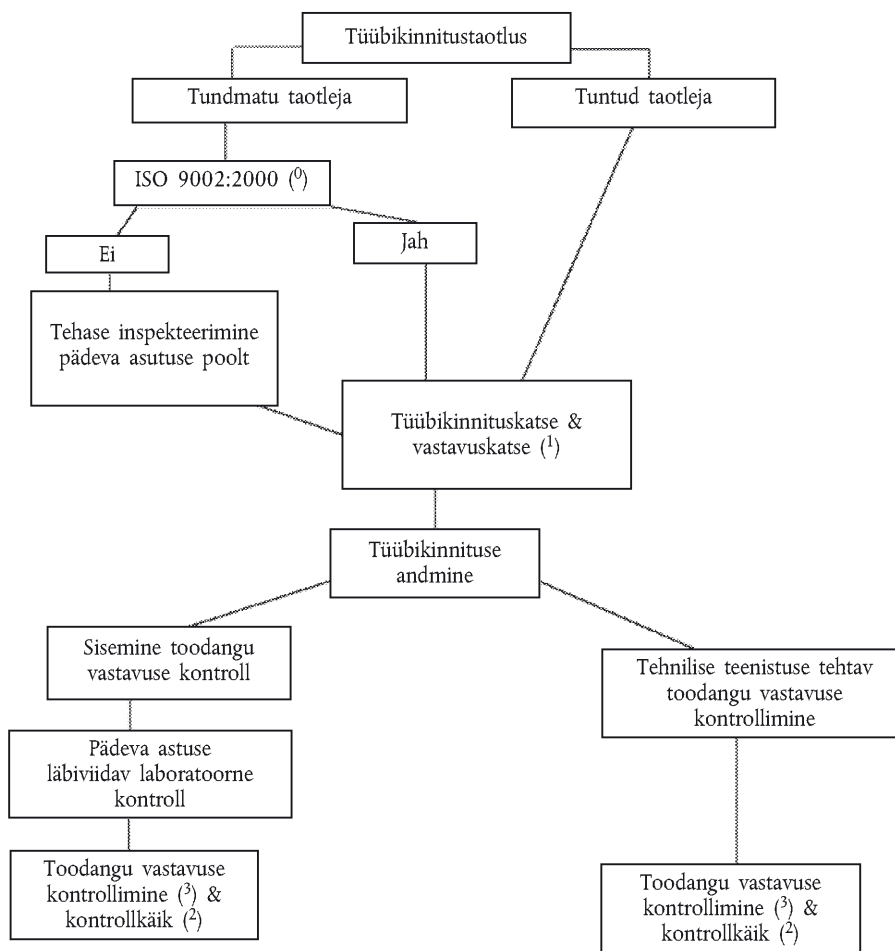 Tüübikinnitustaotlus
Tundmatu taotleja
Tuntud taotleja
ISO 9002:2000 (⁰)
Ei
Jah
Tehase inspekteerimine
pädeva asutuse poolt
Tüübikinnituskatse &
vastavuskatse (¹)
Tüübikinnituse
andmine
Sisemine toodangu
vastavuse kontroll
Tehnilise teenistuse tehtav
toodangu vastavuse
kontrollimine
Pädeva astuse
läbiviidav laboratoorne
kontroll
Toodangu vastavuse
kontrollimine (³) &
kontrollkäik (²)
Toodangu vastavuse
kontrollimine (³) &
kontrollkäik (²)